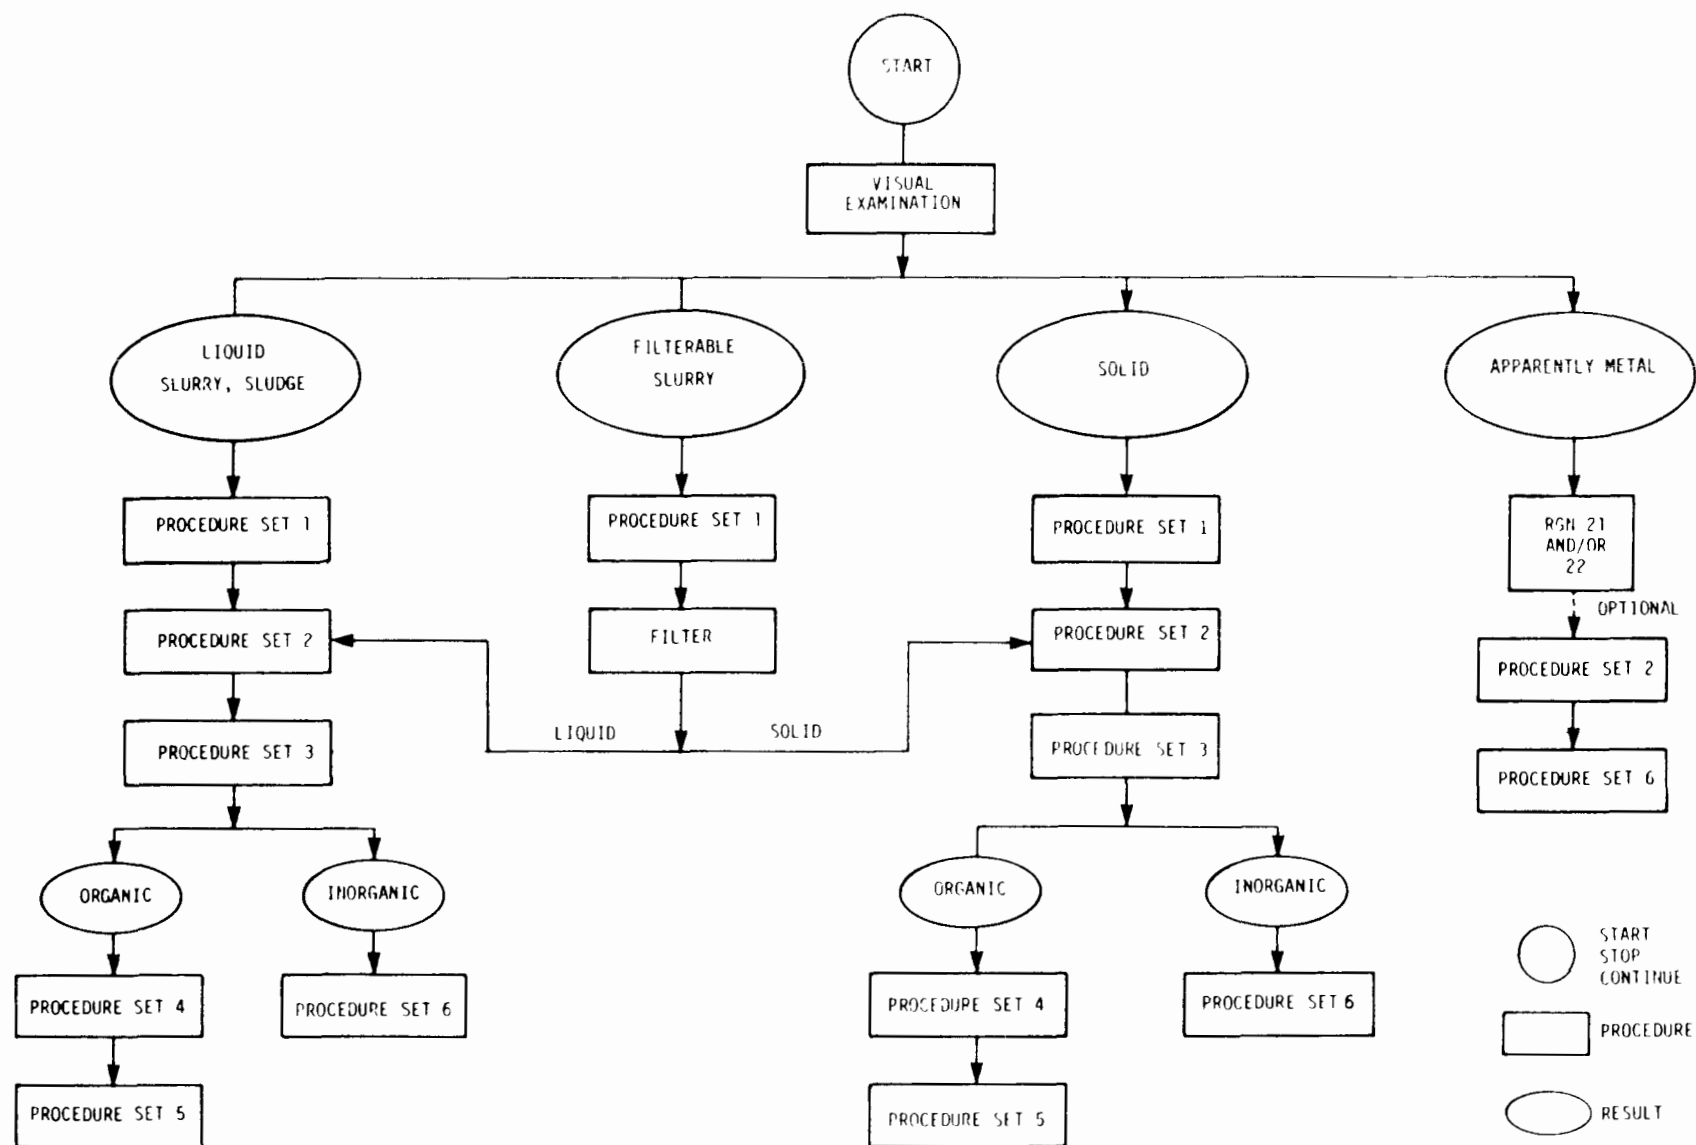 START
VISUAL
EXAMINATION
LIQUID
SLURRY, SLUDGE
FILTERABLE
SLURRY
SOLID
APPARENTLY METAL
PROCEDURE SET 1
PROCEDURE SET 1
PROCEDURE SET 1
RGN 21
AND/OR
22
OPTIONAL
PROCEDURE SET 2
FILTER
PROCEDURE SET 2
PROCEDURE SET 2
LIQUID
SOLID
PROCEDURE SET 3
PROCEDURE SET 3
PROCEDURE SET 6
ORGANIC
INORGANIC
ORGANIC
INORGANIC
PROCEDURE SET 4
PROCEDURE SET 6
PROCEDURE SET 4
PROCEDURE SET 6
PROCEDURE SET 5
PROCEDURE SET 5
START
STOP
CONTINUE
PROCEDURE
RESULT